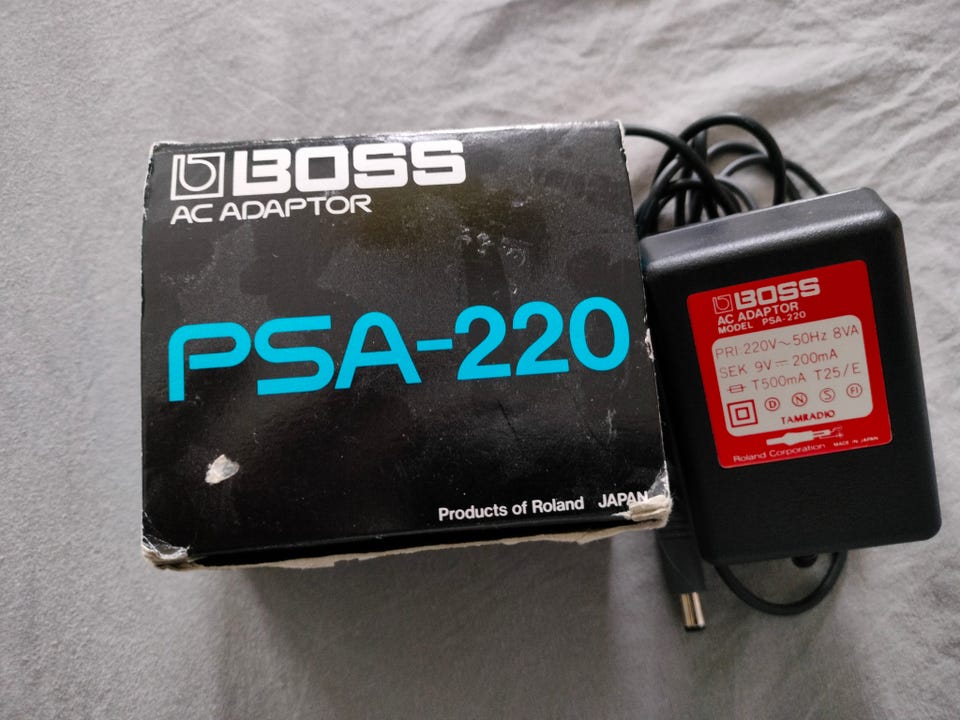 BOSS
AC ADAPTOR
PSA-220
Products of Roland JAPAN
BOSS
AC ADAPTOR
MODEL PSA-220
PRI 220V~50Hz 8VA
SEK 9V⎓200mA
T500mA T25/E
D N S FI
TAMRADIO
Roland Corporation MADE IN JAPAN